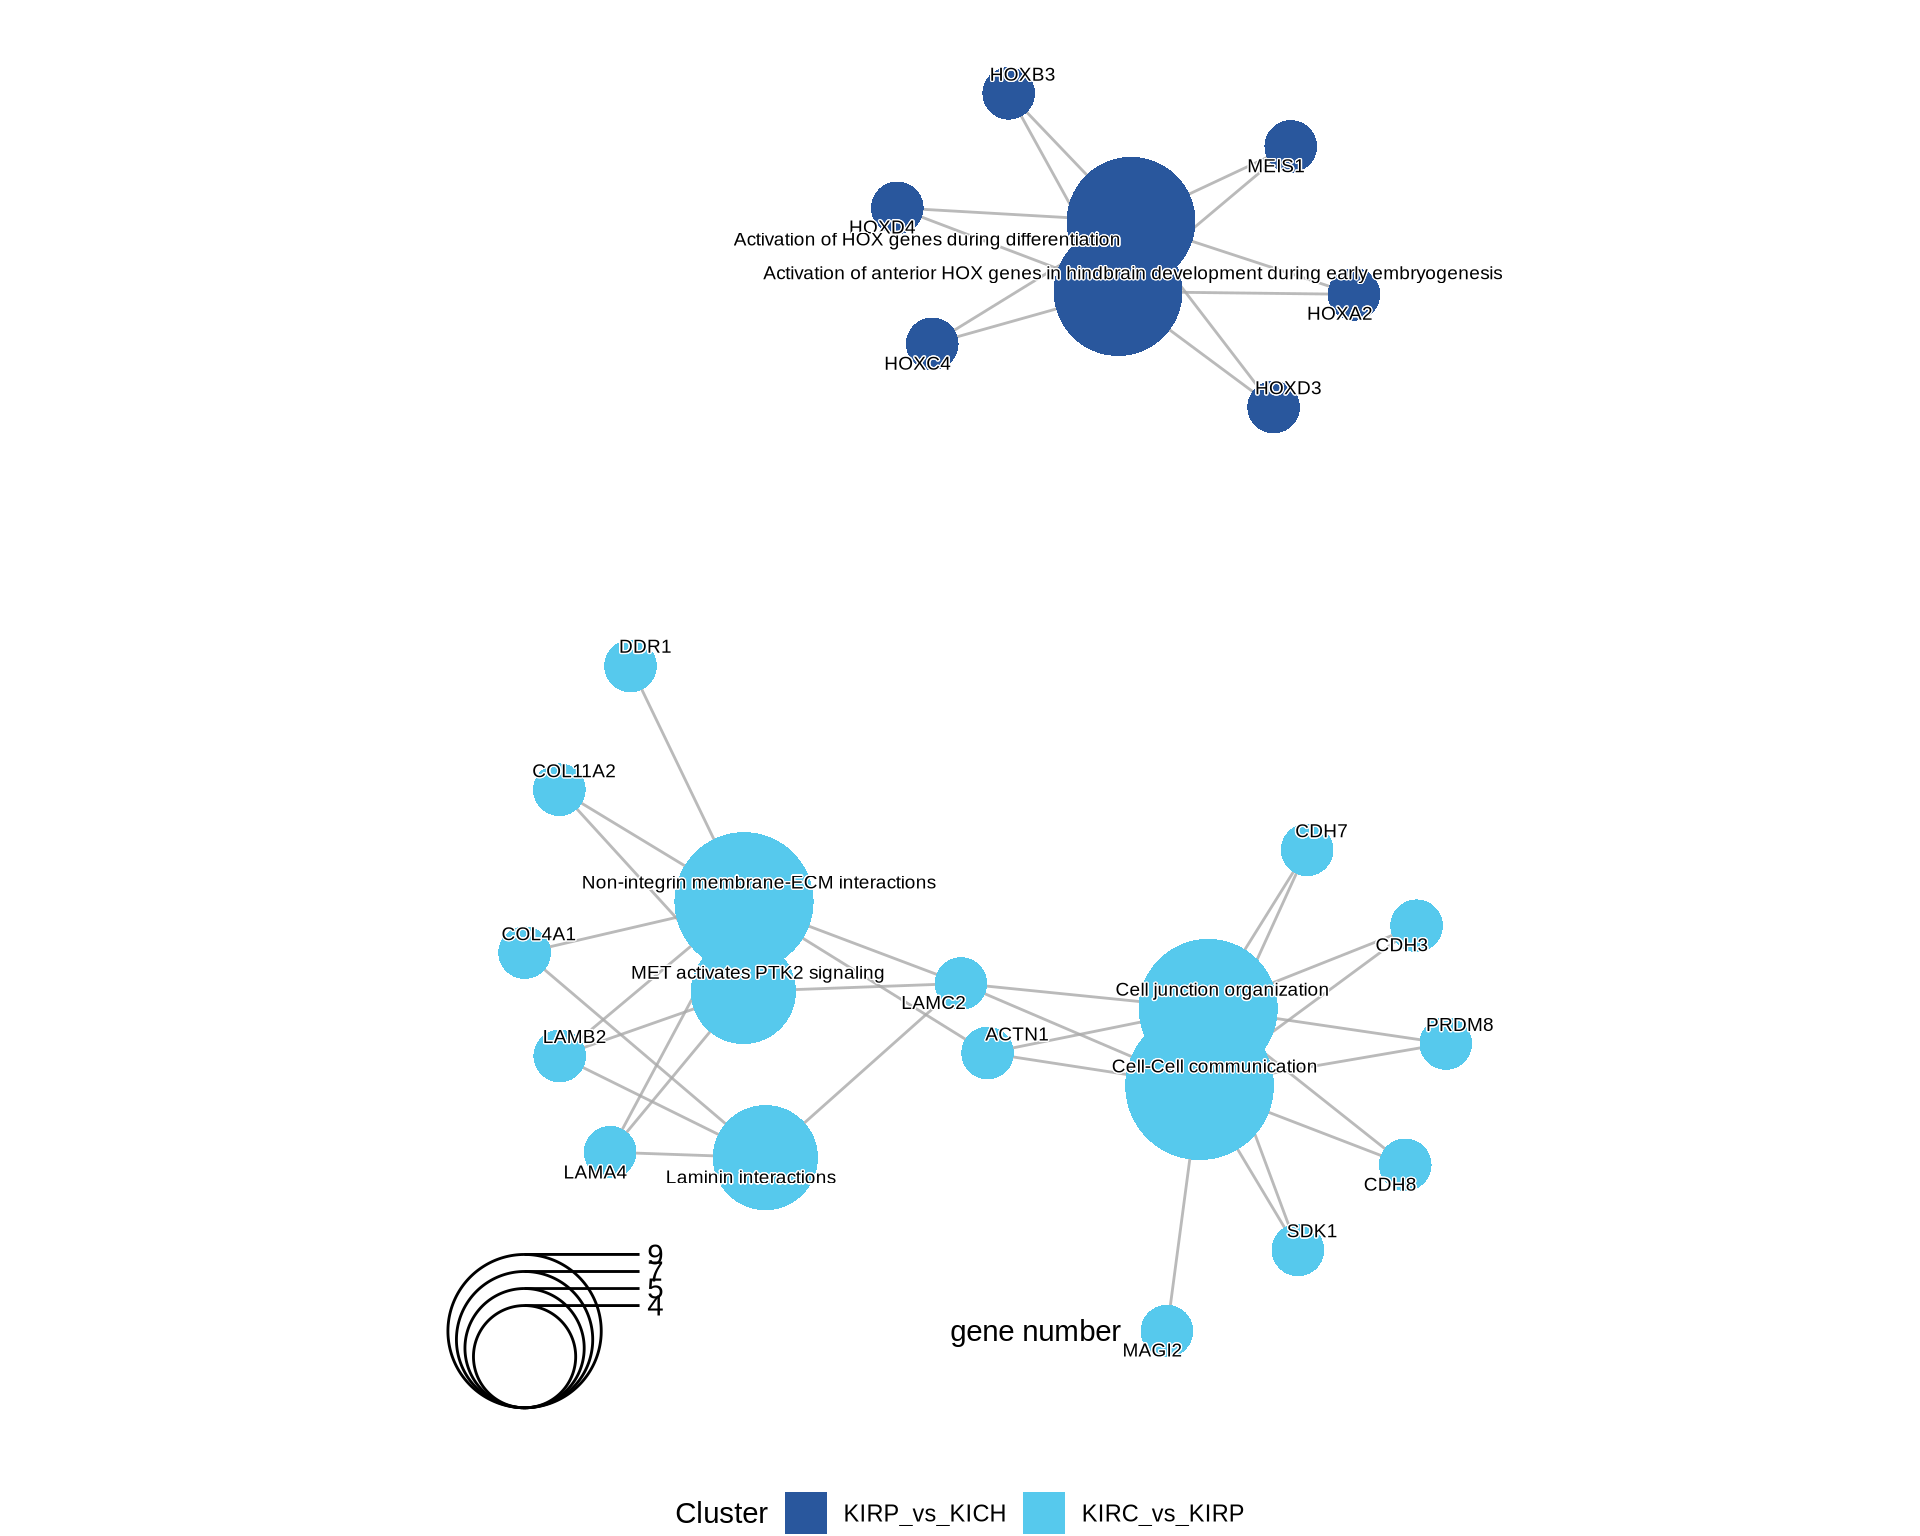 HOXB3
MEIS1
HOXD4
Activation of HOX genes during differentiation
Activation of anterior HOX genes in hindbrain development during early embryogenesis
HOXA2
HOXC4
HOXD3
DDR1
COL11A2
CDH7
Non-integrin membrane-ECM interactions
COL4A1
CDH3
MET activates PTK2 signaling
Cell junction organization
LAMC2
PRDM8
ACTN1
LAMB2
Cell-Cell communication
LAMA4
Laminin interactions
CDH8
SDK1
9
7
5
4
gene number
MAGI2
Cluster KIRP_vs_KICH KIRC_vs_KIRP